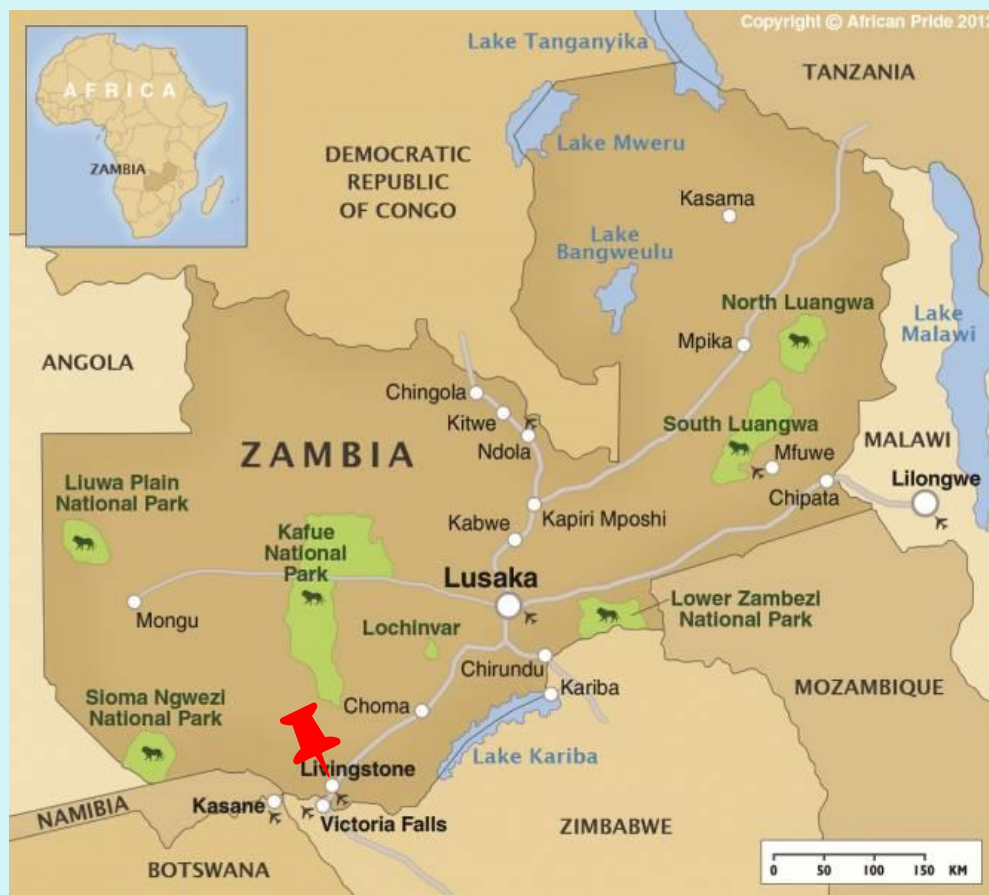 Copyright © African Pride 201
Lake Tanganyika
TANZANIA
AFRICA
ZAMBIA
DEMOCRATIC
REPUBLIC
OF CONGO
Lake Mweru
Kasama
Lake
Bangweulu
North Luangwa
Lake
Malawi
Mpika
ANGOLA
Chingola
Kitwe
Ndola
South Luangwa
Mfuwe
MALAWI
ZAMBIA
Chipata
Lilongwe
Liuwa Plain
National Park
Kafue
National
Park
Kabwe
Kapiri Mposhi
Lusaka
Mongu
Lochinvar
Lower Zambezi
National Park
Chirundu
Kariba
MOZAMBIQUE
Sioma Ngwezi
National Park
Choma
Lake Kariba
Livingstone
NAMIBIA
Kasane
Victoria Falls
ZIMBABWE
BOTSWANA
0 50 100 150 KM